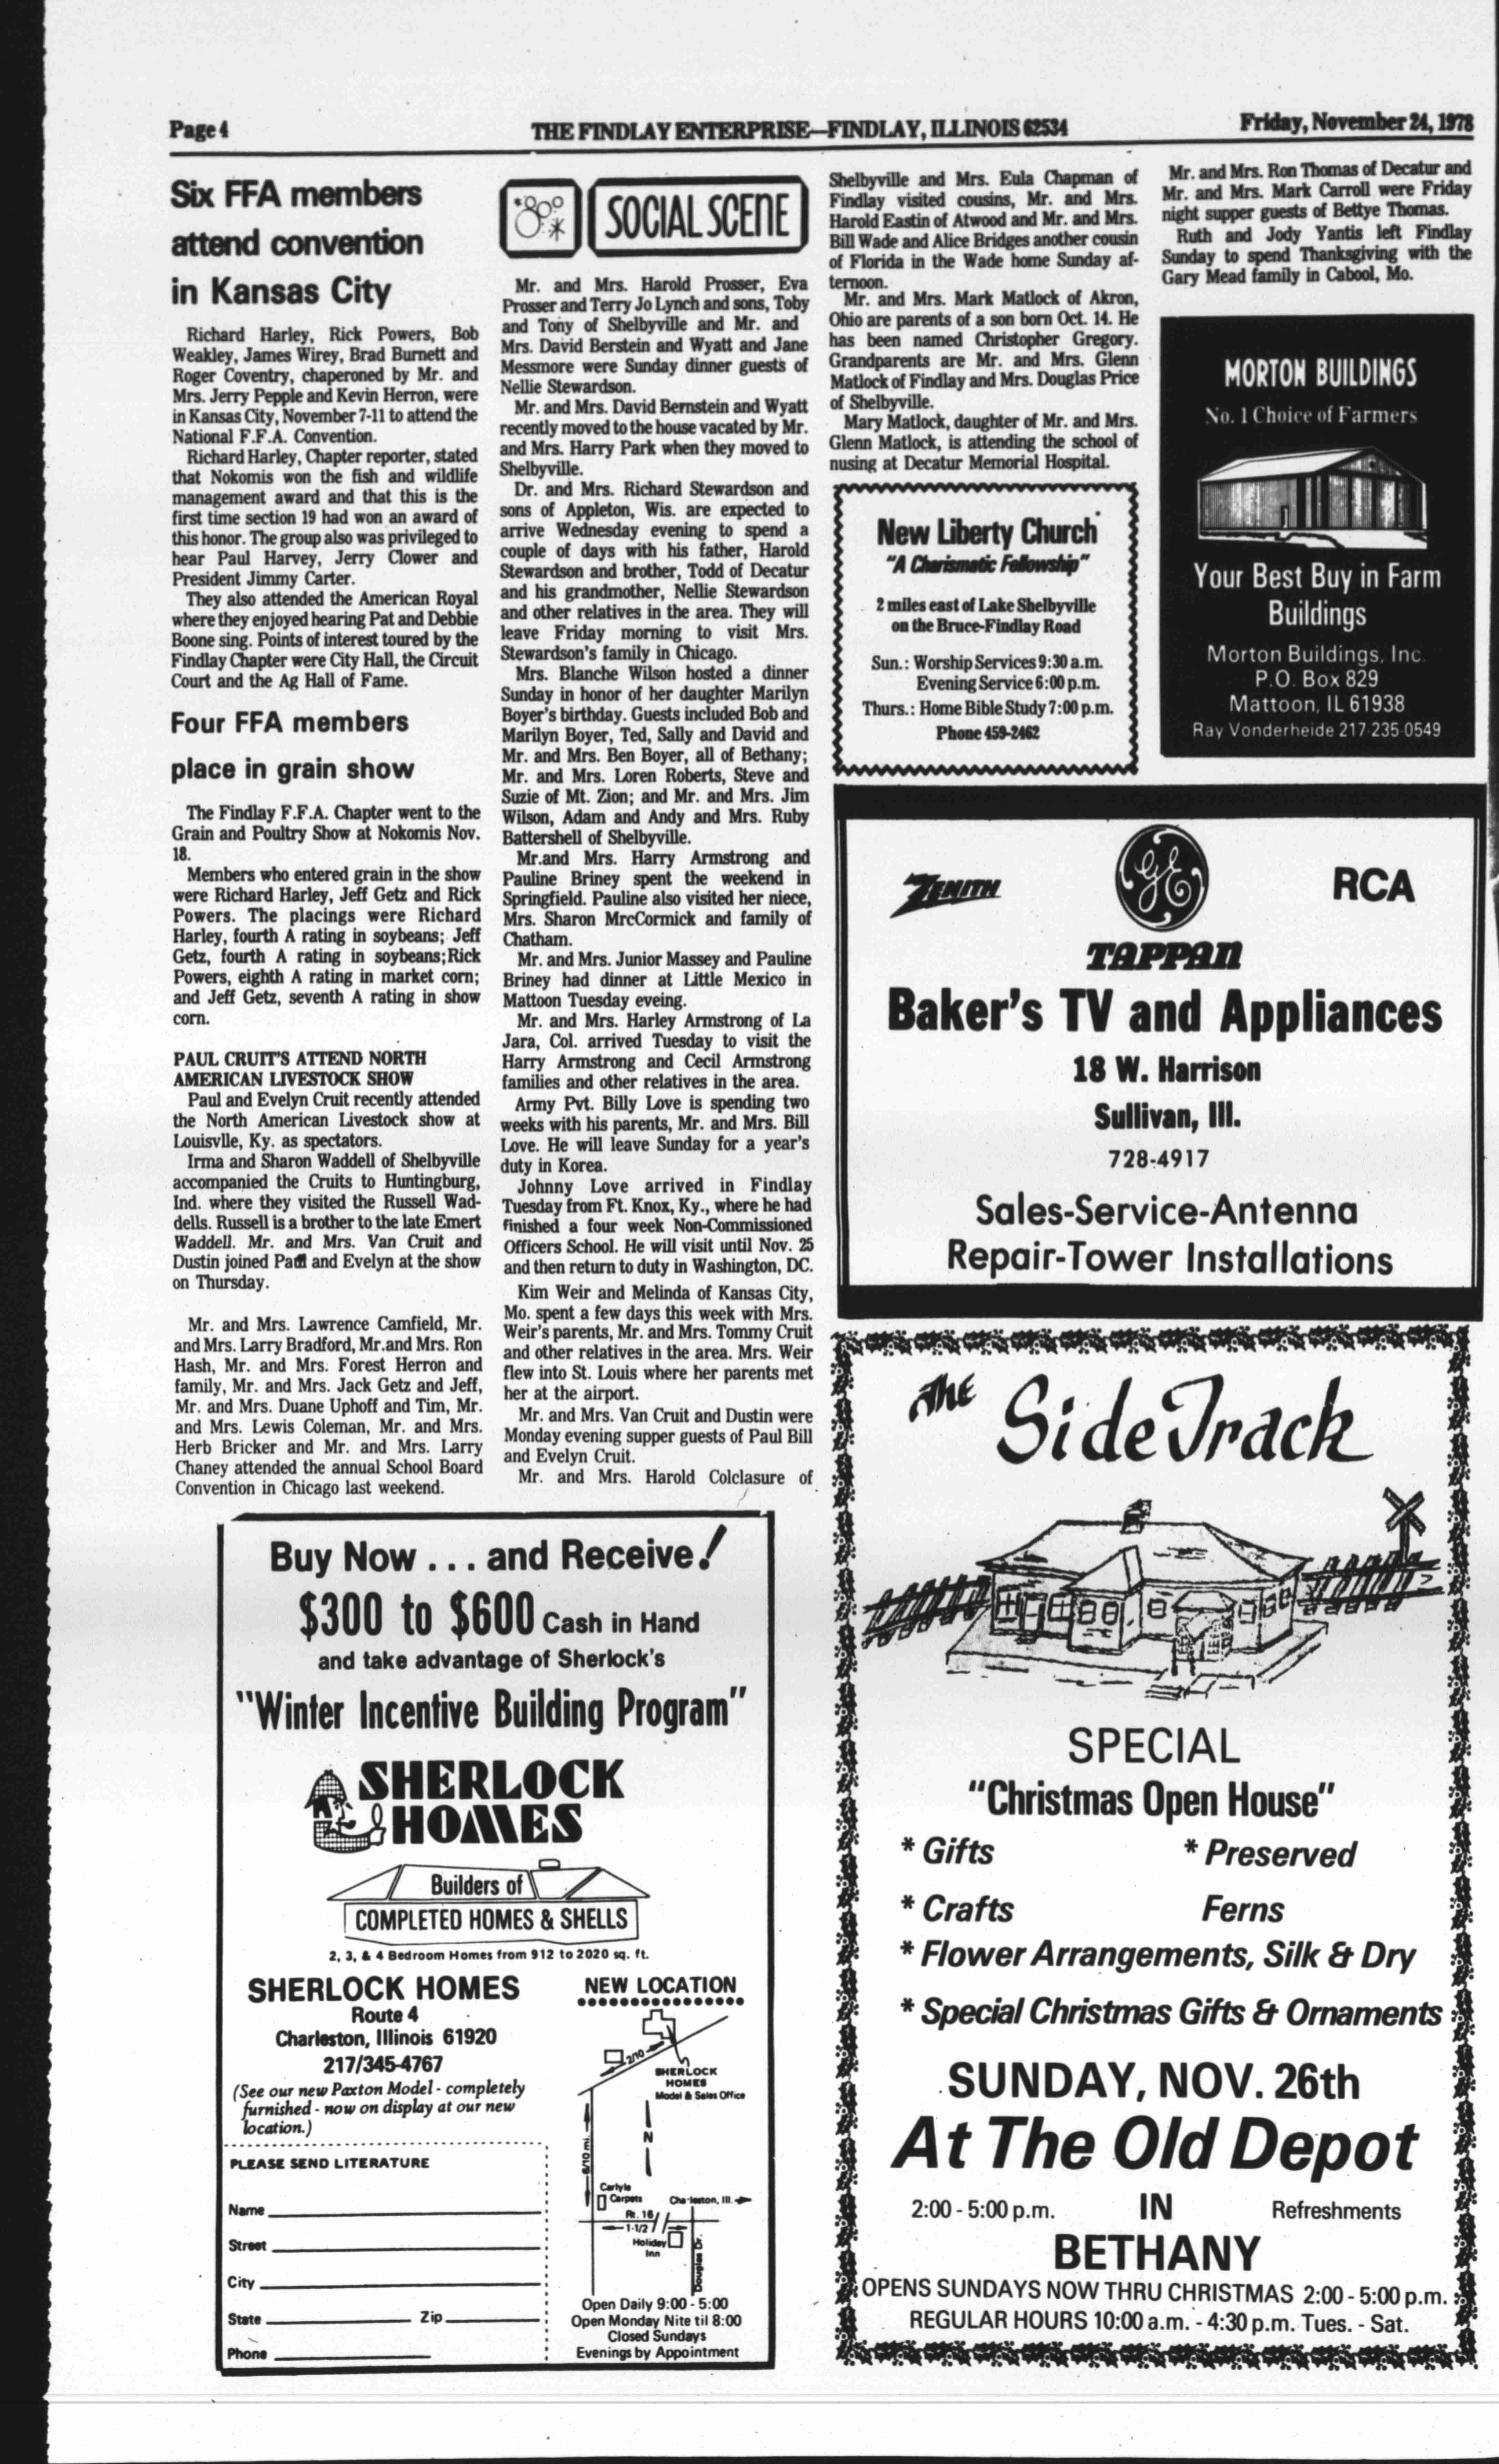 Page 4
THE FINDLAY ENTERPRISE—FINDLAY, ILLINOIS 62534
Friday, November 24, 1978
Six FFA members
attend convention
in Kansas City
Richard Harley, Rick Powers, Bob
Weakley, James Wirey, Brad Burnett and
Roger Coventry, chaperoned by Mr. and
Mrs. Jerry Pepple and Kevin Herron, were
in Kansas City, November 7-11 to attend the
National F.F.A. Convention.
Richard Harley, Chapter reporter, stated
that Nokomis won the fish and wildlife
management award and that this is the
first time section 19 had won an award of
this honor. The group also was privileged to
hear Paul Harvey, Jerry Clower and
President Jimmy Carter.
They also attended the American Royal
where they enjoyed hearing Pat and Debbie
Boone sing. Points of interest toured by the
Findlay Chapter were City Hall, the Circuit
Court and the Ag Hall of Fame.
Four FFA members
place in grain show
The Findlay F.F.A. Chapter went to the
Grain and Poultry Show at Nokomis Nov.
18.
Members who entered grain in the show
were Richard Harley, Jeff Getz and Rick
Powers. The placings were Richard
Harley, fourth A rating in soybeans; Jeff
Getz, fourth A rating in soybeans;Rick
Powers, eighth A rating in market corn;
and Jeff Getz, seventh A rating in show
corn.
PAUL CRUIT'S ATTEND NORTH
AMERICAN LIVESTOCK SHOW
Paul and Evelyn Cruit recently attended
the North American Livestock show at
Louisvlle, Ky. as spectators.
Irma and Sharon Waddell of Shelbyville
accompanied the Cruits to Huntingburg,
Ind. where they visited the Russell Wad-
dells. Russell is a brother to the late Emert
Waddell. Mr. and Mrs. Van Cruit and
Dustin joined and Evelyn at the show
on Thursday.
Mr. and Mrs. Lawrence Camfield, Mr.
and Mrs. Larry Bradford, Mr.and Mrs. Ron
Hash, Mr. and Mrs. Forest Herron and
family, Mr. and Mrs. Jack Getz and Jeff,
Mr. and Mrs. Duane Uphoff and Tim, Mr.
and Mrs. Lewis Coleman, Mr. and Mrs.
Herb Bricker and Mr. and Mrs. Larry
Chaney attended the annual School Board
Convention in Chicago last weekend.
SOCIAL SCENE
Mr. and Mrs. Harold Prosser, Eva
Prosser and Terry Jo Lynch and sons, Toby
and Tony of Shelbyville and Mr. and
Mrs. David Berstein and Wyatt and Jane
Messmore were Sunday dinner guests of
Nellie Stewardson.
Mr. and Mrs. David Bernstein and Wyatt
recently moved to the house vacated by Mr.
and Mrs. Harry Park when they moved to
Shelbyville.
Dr. and Mrs. Richard Stewardson and
sons of Appleton, Wis. are expected to
arrive Wednesday evening to spend a
couple of days with his father, Harold
Stewardson and brother, Todd of Decatur
and his grandmother, Nellie Stewardson
and other relatives in the area. They will
leave Friday morning to visit Mrs.
Stewardson's family in Chicago.
Mrs. Blanche Wilson hosted a dinner
Sunday in honor of her daughter Marilyn
Boyer's birthday. Guests included Bob and
Marilyn Boyer, Ted, Sally and David and
Mr. and Mrs. Ben Boyer, all of Bethany;
Mr. and Mrs. Loren Roberts, Steve and
Suzie of Mt. Zion; and Mr. and Mrs. Jim
Wilson, Adam and Andy and Mrs. Ruby
Battershell of Shelbyville.
Mr.and Mrs. Harry Armstrong and
Pauline Briney spent the weekend in
Springfield. Pauline also visited her niece,
Mrs. Sharon MrcCormick and family of
Chatham.
Mr. and Mrs. Junior Massey and Pauline
Briney had dinner at Little Mexico in
Mattoon Tuesday eveing.
Mr. and Mrs. Harley Armstrong of La
Jara, Col. arrived Tuesday to visit the
Harry Armstrong and Cecil Armstrong
families and other relatives in the area.
Army Pvt. Billy Love is spending two
weeks with his parents, Mr. and Mrs. Bill
Love. He will leave Sunday for a year's
duty in Korea.
Johnny Love arrived in Findlay
Tuesday from Ft. Knox, Ky., where he had
finished a four week Non-Commissioned
Officers School. He will visit until Nov. 25
and then return to duty in Washington, DC.
Kim Weir and Melinda of Kansas City,
Mo. spent a few days this week with Mrs.
Weir's parents, Mr. and Mrs. Tommy Cruit
and other relatives in the area. Mrs. Weir
flew into St. Louis where her parents met
her at the airport.
Mr. and Mrs. Van Cruit and Dustin were
Monday evening supper guests of Paul Bill
and Evelyn Cruit.
Mr. and Mrs. Harold Colclasure of
Shelbyville and Mrs. Eula Chapman of
Findlay visited cousins, Mr. and Mrs.
Harold Eastin of Atwood and Mr. and Mrs.
Bill Wade and Alice Bridges another cousin
of Florida in the Wade home Sunday af-
ternoon.
Mr. and Mrs. Mark Matlock of Akron,
Ohio are parents of a son born Oct. 14. He
has been named Christopher Gregory.
Grandparents are Mr. and Mrs. Glenn
Matlock of Findlay and Mrs. Douglas Price
of Shelbyville.
Mary Matlock, daughter of Mr. and Mrs.
Glenn Matlock, is attending the school of
nusing at Decatur Memorial Hospital.
Mr. and Mrs. Ron Thomas of Decatur and
Mr. and Mrs. Mark Carroll were Friday
night supper guests of Bettye Thomas.
Ruth and Jody Yantis left Findlay
Sunday to spend Thanksgiving with the
Gary Mead family in Cabool, Mo.
New Liberty Church
"A Charismatic Fellowship"
2 miles east of Lake Shelbyville
on the Bruce-Findlay Road
Sun.: Worship Services 9:30 a.m.
Evening Service 6:00 p.m.
Thurs.: Home Bible Study 7:00 p.m.
Phone 459-2462
MORTON BUILDINGS
No. 1 Choice of Farmers
Your Best Buy in Farm
Buildings
Morton Buildings, Inc.
P.O. Box 829
Mattoon, IL 61938
Ray Vonderheide 217-235-0549
ZENITH
GE
RCA
TAPPAN
Baker's TV and Appliances
18 W. Harrison
Sullivan, Ill.
728-4917
Sales-Service-Antenna
Repair-Tower Installations
Buy Now . . . and Receive!
$300 to $600 Cash in Hand
and take advantage of Sherlock's
"Winter Incentive Building Program"
SHERLOCK
HOMES
Builders of
COMPLETED HOMES & SHELLS
2, 3, & 4 Bedroom Homes from 912 to 2020 sq. ft.
SHERLOCK HOMES
Route 4
Charleston, Illinois 61920
217/345-4767
(See our new Paxton Model - completely
furnished - now on display at our new
location.)
PLEASE SEND LITERATURE
Name
Street
City
State Zip
Phone
NEW LOCATION
2/10
SHERLOCK
HOMES
Model & Sales Office
N
6/10 mi.
Carlyle
Carpets
Charleston, Ill.
Rt. 16
1-1/2
Holiday
Inn
Douglas Dr.
Open Daily 9:00 - 5:00
Open Monday Nite til 8:00
Closed Sundays
Evenings by Appointment
The
Side Track
SPECIAL
"Christmas Open House"
* Gifts
* Preserved
* Crafts
Ferns
* Flower Arrangements, Silk & Dry
* Special Christmas Gifts & Ornaments
SUNDAY, NOV. 26th
At The Old Depot
2:00 - 5:00 p.m.
IN
Refreshments
BETHANY
OPENS SUNDAYS NOW THRU CHRISTMAS 2:00 - 5:00 p.m.
REGULAR HOURS 10:00 a.m. - 4:30 p.m. Tues. - Sat.